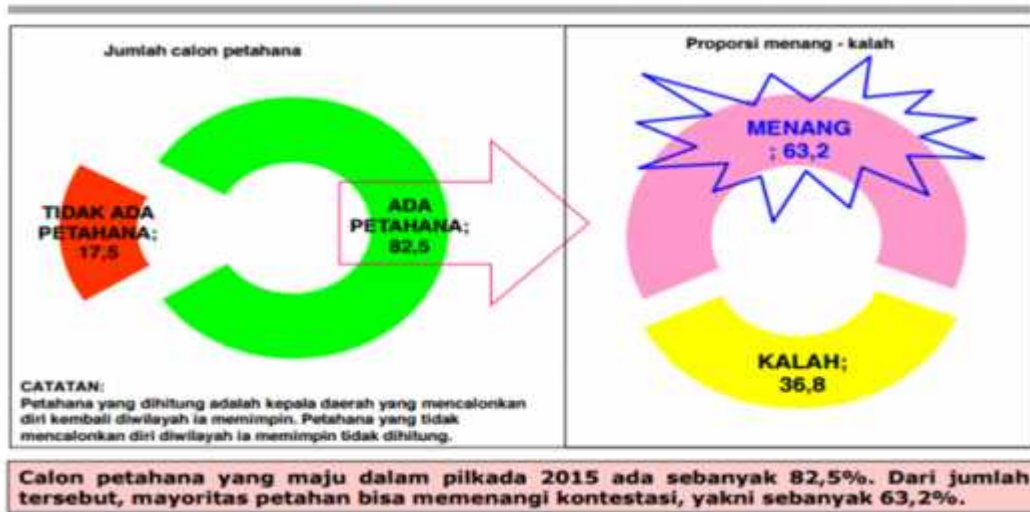 Jumlah calon petahana
TIDAK ADA
PETAHANA;
17,5
ADA
PETAHANA;
82,5
CATATAN:
Petahana yang dihitung adalah kepala daerah yang mencalonkan
diri kembali diwilayah ia memimpin. Petahana yang tidak
mencalonkan diri diwilayah ia memimpin tidak dihitung.
Proporsi menang - kalah
MENANG
; 63,2
KALAH;
36,8
Calon petahana yang maju dalam pilkada 2015 ada sebanyak 82,5%. Dari jumlah
tersebut, mayoritas petahan bisa memenangi kontestasi, yakni sebanyak 63,2%.